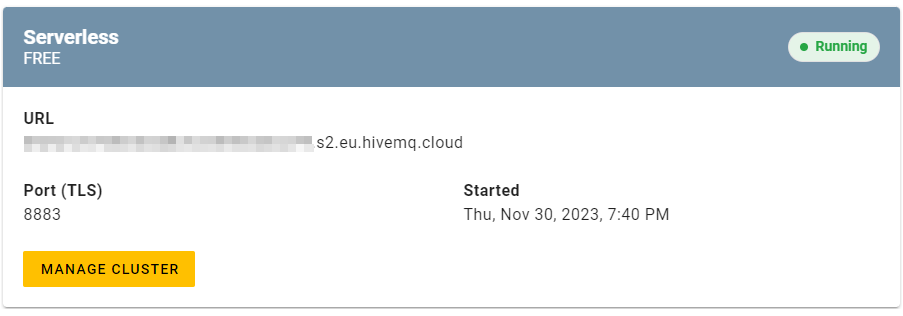 Serverless
FREE
Running
URL
s2.eu.hivemq.cloud
Port (TLS)
8883
Started
Thu, Nov 30, 2023, 7:40 PM
MANAGE CLUSTER